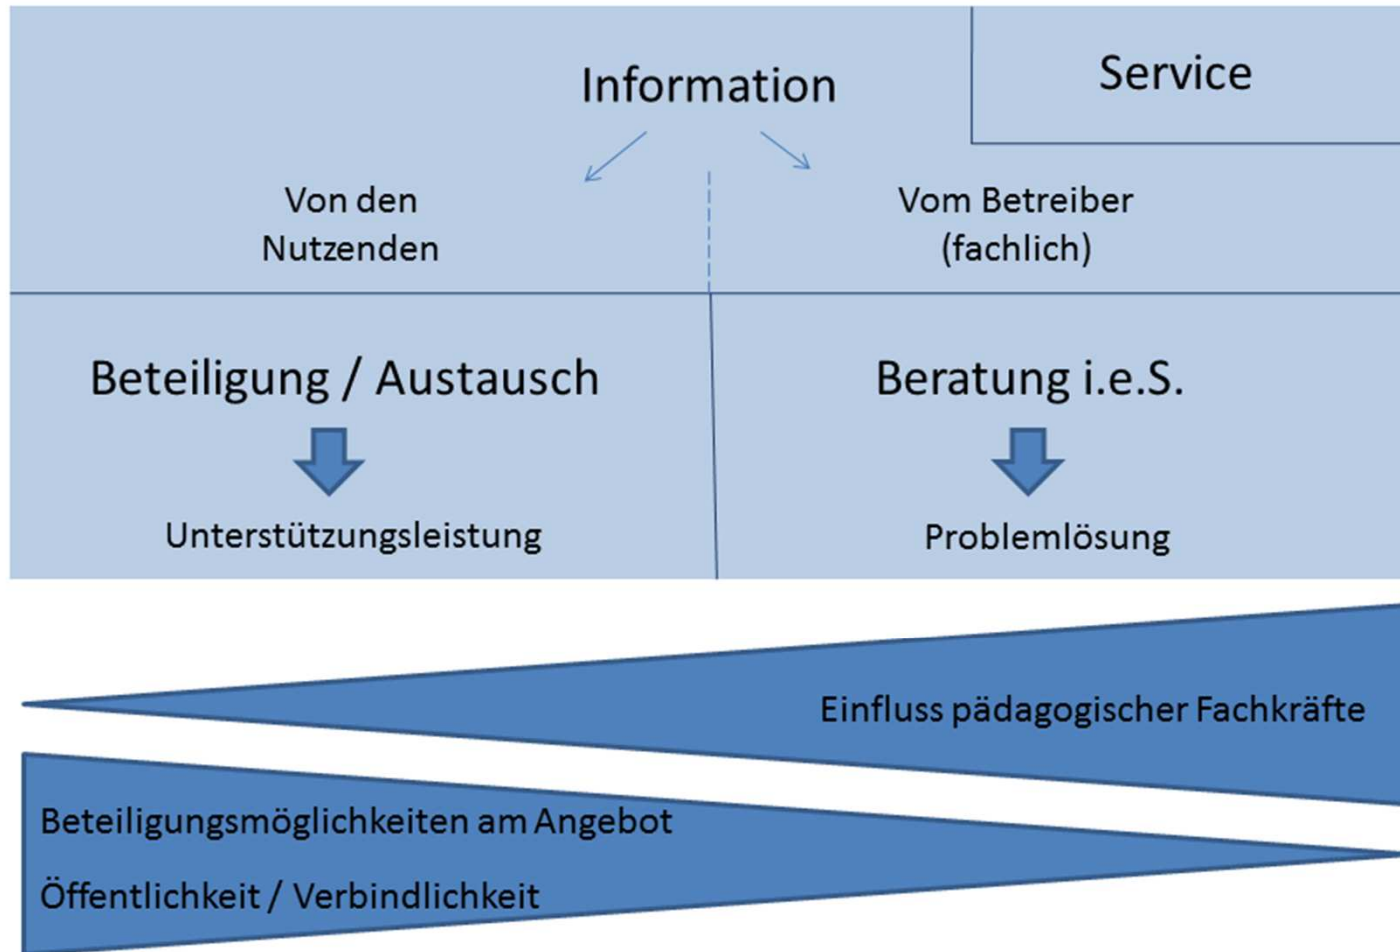 Information
Service
Von den
Nutzenden
Vom Betreiber
(fachlich)
Beteiligung / Austausch
Beratung i.e.S.
Unterstützungsleistung
Problemlösung
Einfluss pädagogischer Fachkräfte
Beteiligungsmöglichkeiten am Angebot
Öffentlichkeit / Verbindlichkeit